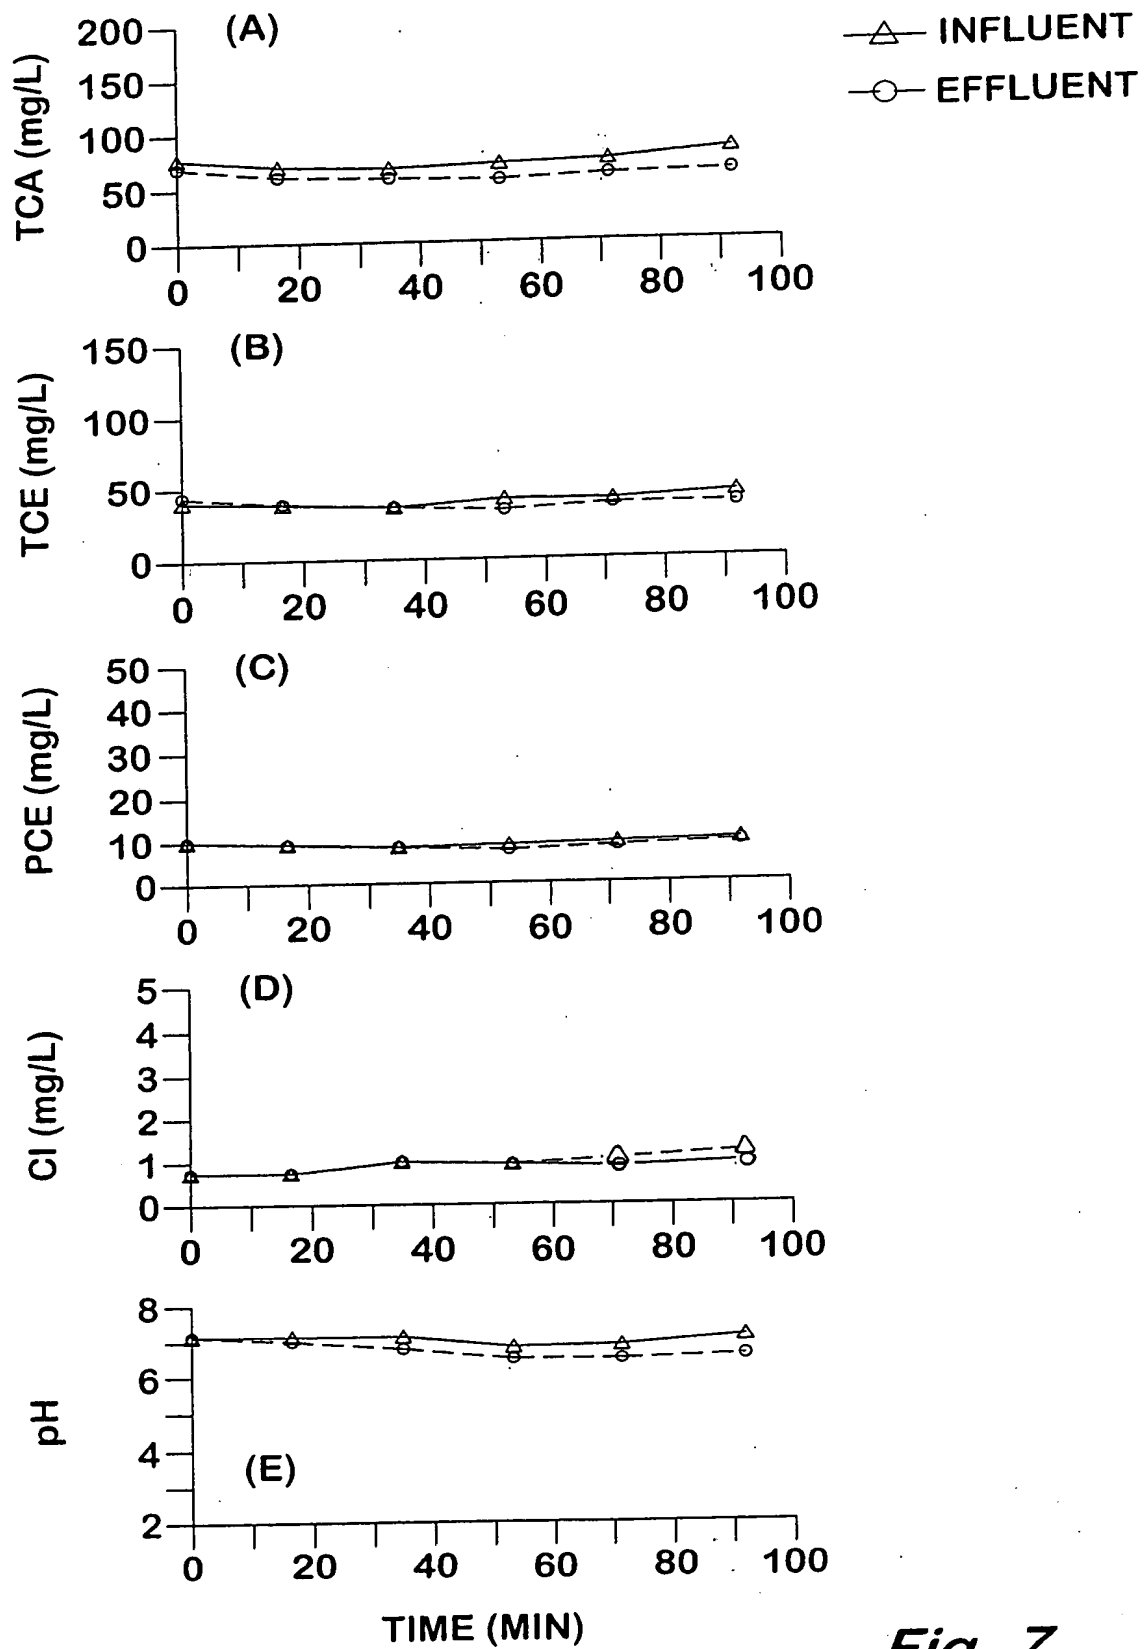 (A)
INFLUENT
EFFLUENT
TCA (mg/L)
200
150
100
50
0
0 20 40 60 80 100
(B)
TCE (mg/L)
150
100
50
0
0 20 40 60 80 100
(C)
PCE (mg/L)
50
40
30
20
10
0
0 20 40 60 80 100
(D)
Cl (mg/L)
5
4
3
2
1
0
0 20 40 60 80 100
pH
8
6
4
2
(E)
0 20 40 60 80 100
TIME (MIN)
Fig. 7